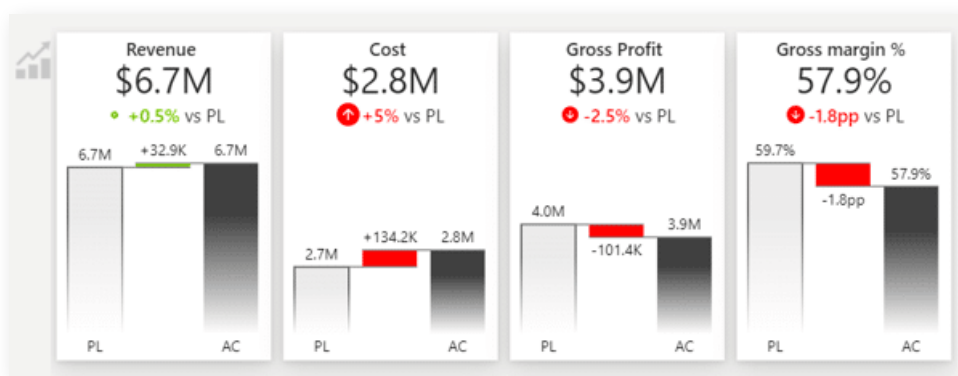 Revenue
$6.7M
+0.5% vs PL
6.7M +32.9K 6.7M
PL AC
Cost
$2.8M
+5% vs PL
2.7M +134.2K 2.8M
PL AC
Gross Profit
$3.9M
-2.5% vs PL
4.0M -101.4K 3.9M
PL AC
Gross margin %
57.9%
-1.8pp vs PL
59.7% -1.8pp 57.9%
PL AC